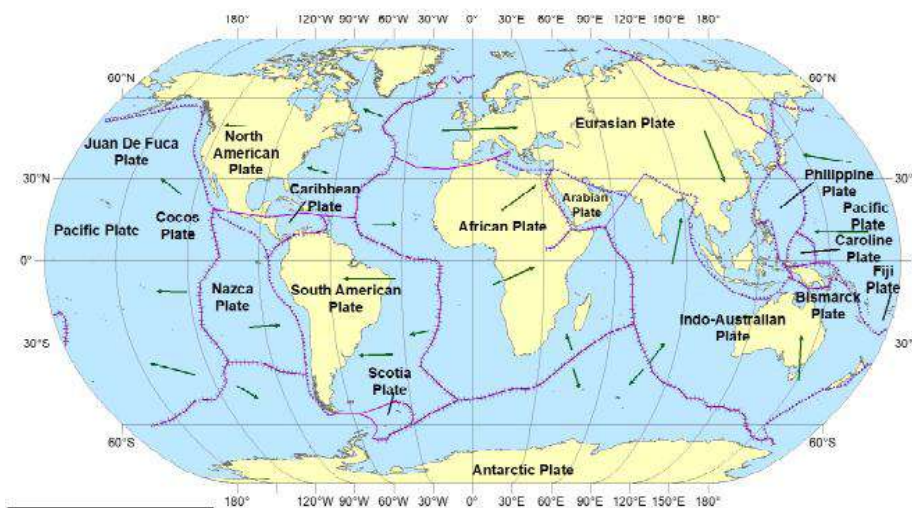 180° 150° 120°W 90°W 60°W 30°W 0° 30°E 60°E 90°E 120°E 150° 180°
60°N 60°N
Eurasian Plate
Juan De Fuca
Plate
North
American
Plate
30°N 30°N
Philippine
Plate
Caribbean
Plate
Arabian
Plate
Pacific
Plate
Cocos
Plate
Pacific Plate
African Plate
Caroline
Plate
0° 0°
Fiji
Plate
Nazca
Plate
South American
Plate
Bismarck
Plate
Indo-Australian
Plate
30°S 30°S
Scotia
Plate
60°S 60°S
Antarctic Plate
180° 150° 120°W 90°W 60°W 30°W 0° 30°E 60°E 90°E 120°E 150° 180°